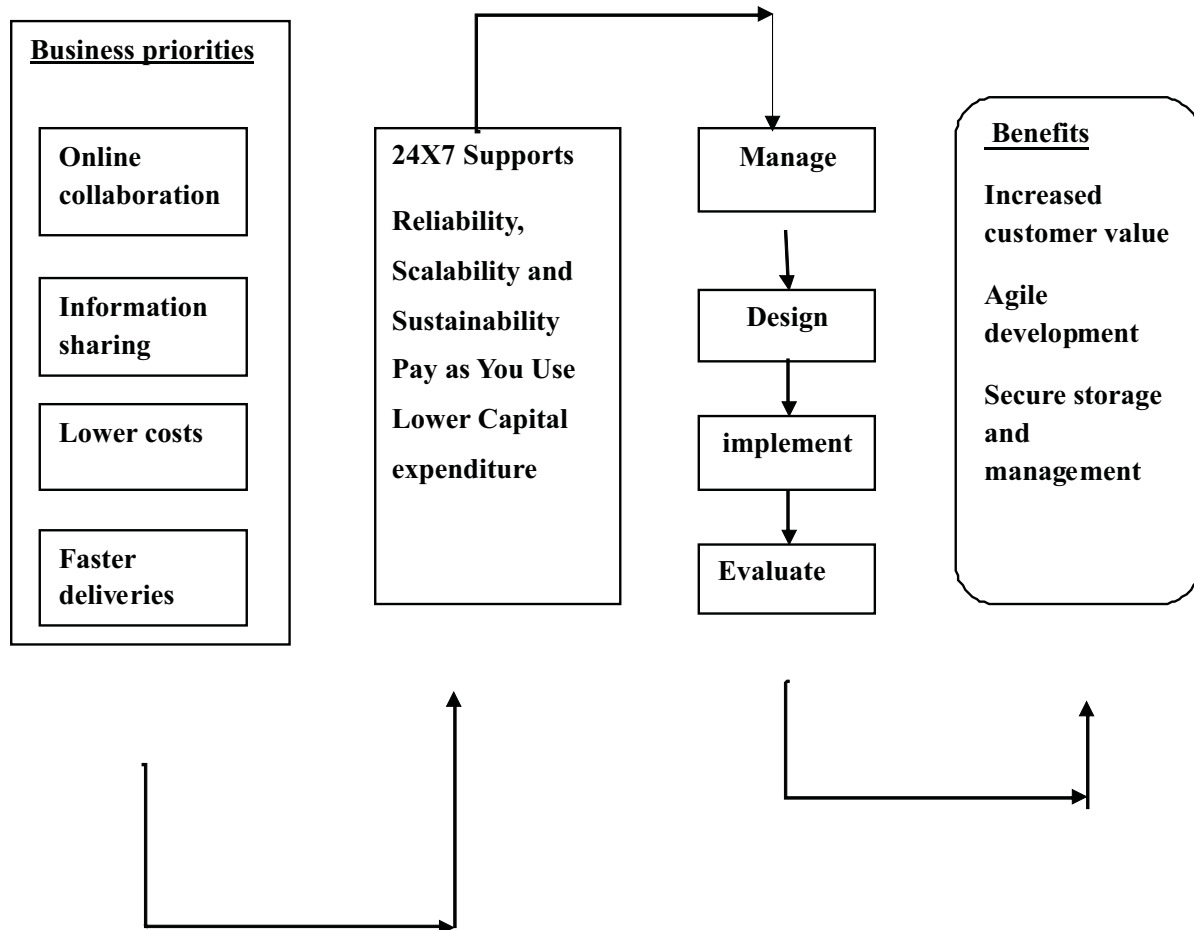 Business priorities
Online
collaboration
Information
sharing
Lower costs
Faster
deliveries
24X7 Supports
Reliability,
Scalability and
Sustainability
Pay as You Use
Lower Capital
expenditure
Manage
Design
implement
Evaluate
Benefits
Increased
customer value
Agile
development
Secure storage
and
management